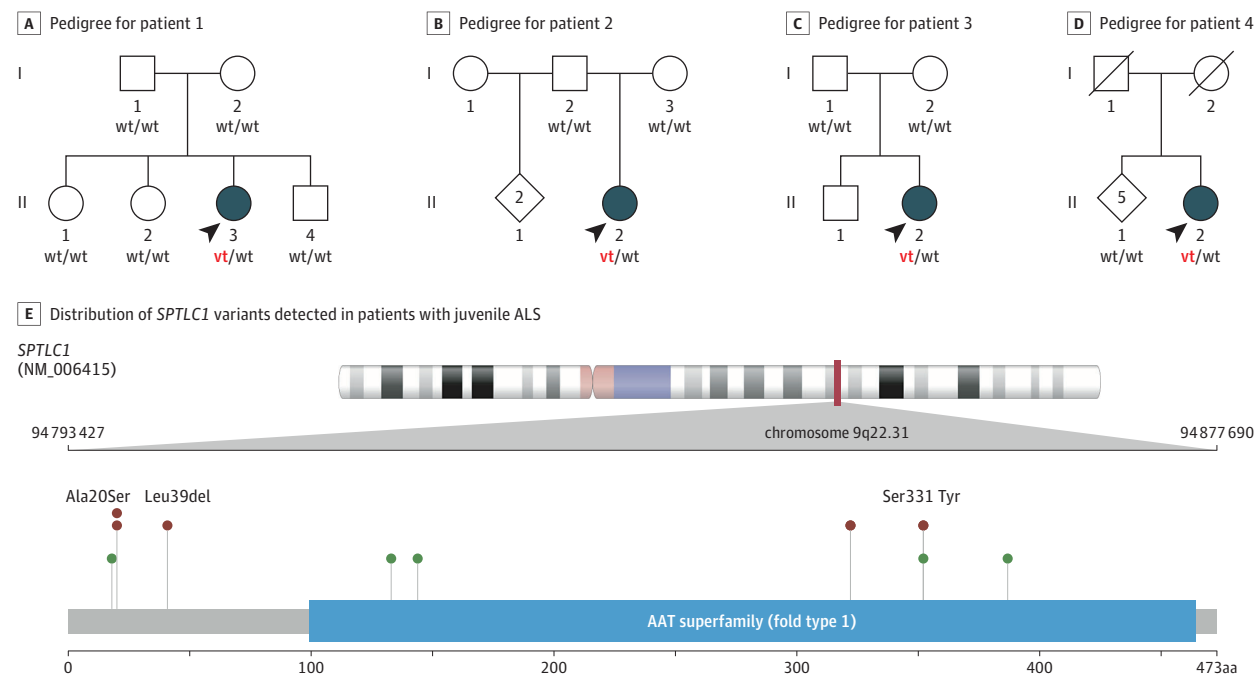 A Pedigree for patient 1
I
1
wt/wt
2
wt/wt
II
1
wt/wt
2
wt/wt
3
vt/wt
4
wt/wt
B Pedigree for patient 2
I
1
2
wt/wt
3
wt/wt
II
2
1
2
vt/wt
C Pedigree for patient 3
I
1
wt/wt
2
wt/wt
II
1
2
vt/wt
D Pedigree for patient 4
I
1
2
II
5
1
wt/wt
2
vt/wt
E Distribution of SPTLC1 variants detected in patients with juvenile ALS
SPTLC1
(NM_006415)
94 793 427
chromosome 9q22.31
94 877 690
Ala20Ser Leu39del Ser331 Tyr
AAT superfamily (fold type 1)
0 100 200 300 400 473aa